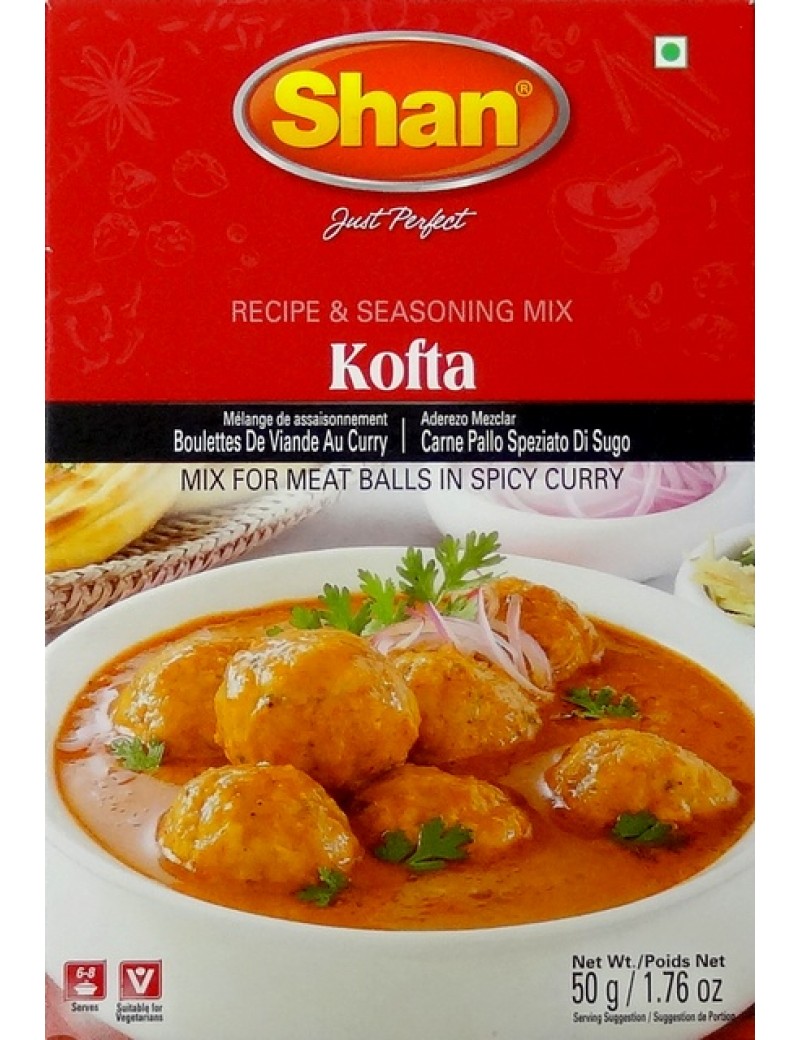 Shan®
Just Perfect
RECIPE & SEASONING MIX
Kofta
Mélange de assaisonnement
Boulettes De Viande Au Curry
Aderezo Mezclar
Carne Pallo Speziato Di Sugo
MIX FOR MEAT BALLS IN SPICY CURRY
6-8
Serves
V
Suitable for
Vegetarians
Net Wt./Poids Net
50 g / 1.76 oz
Serving Suggestion / Suggestion de Portion